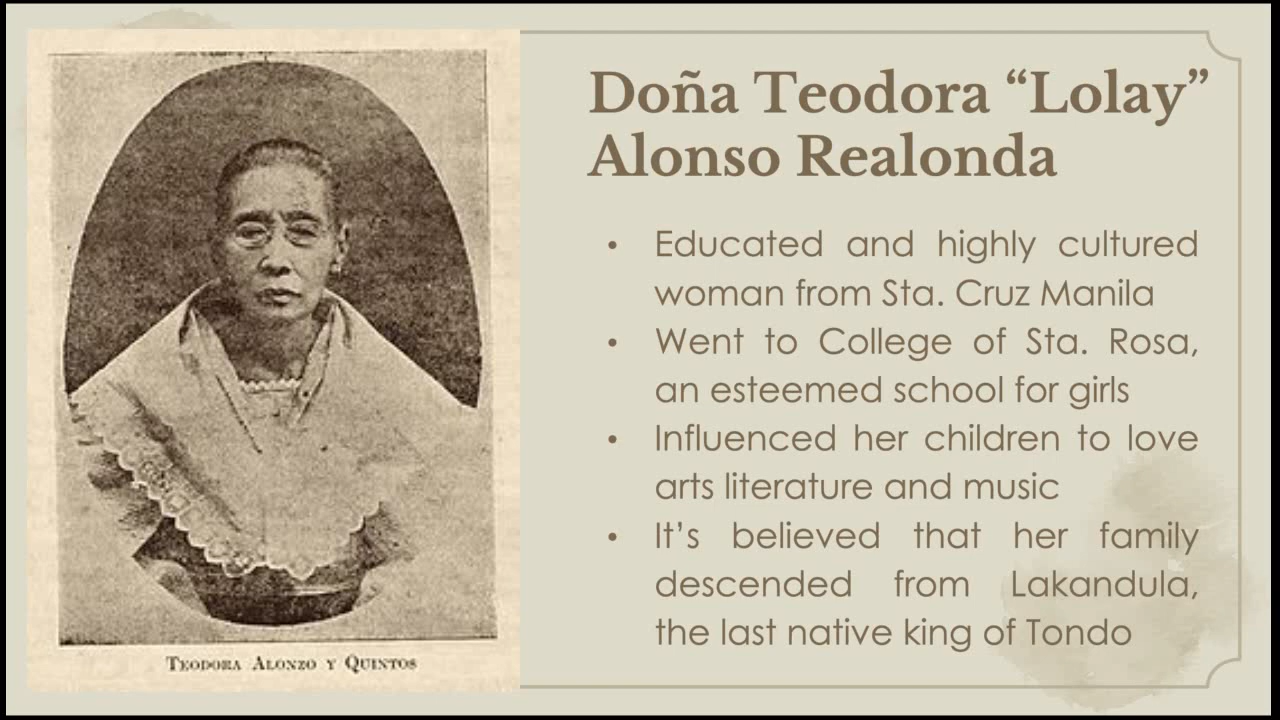 Doña Teodora “Lolay”
Alonso Realonda
• Educated and highly cultured
woman from Sta. Cruz Manila
• Went to College of Sta. Rosa,
an esteemed school for girls
• Influenced her children to love
arts literature and music
• It’s believed that her family
descended from Lakandula,
the last native king of Tondo
TEODORA ALONZO Y QUINTOS